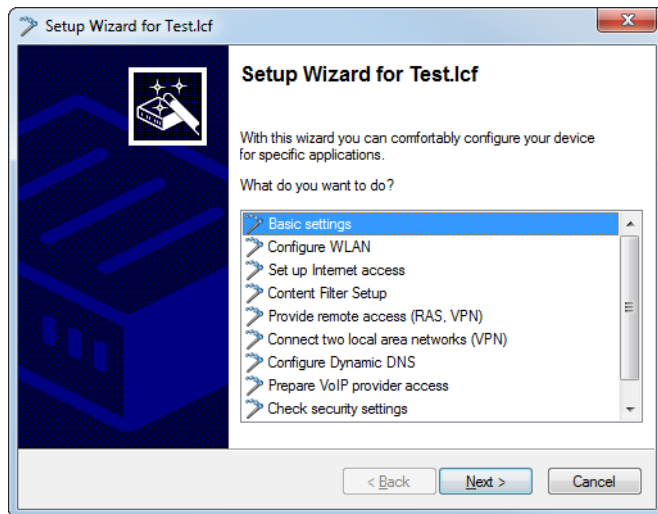 Setup Wizard for Test.lcf
Setup Wizard for Test.lcf
With this wizard you can comfortably configure your device
for specific applications.
What do you want to do?
Basic settings
Configure WLAN
Set up Internet access
Content Filter Setup
Provide remote access (RAS, VPN)
Connect two local area networks (VPN)
Configure Dynamic DNS
Prepare VoIP provider access
Check security settings
< Back Next > Cancel